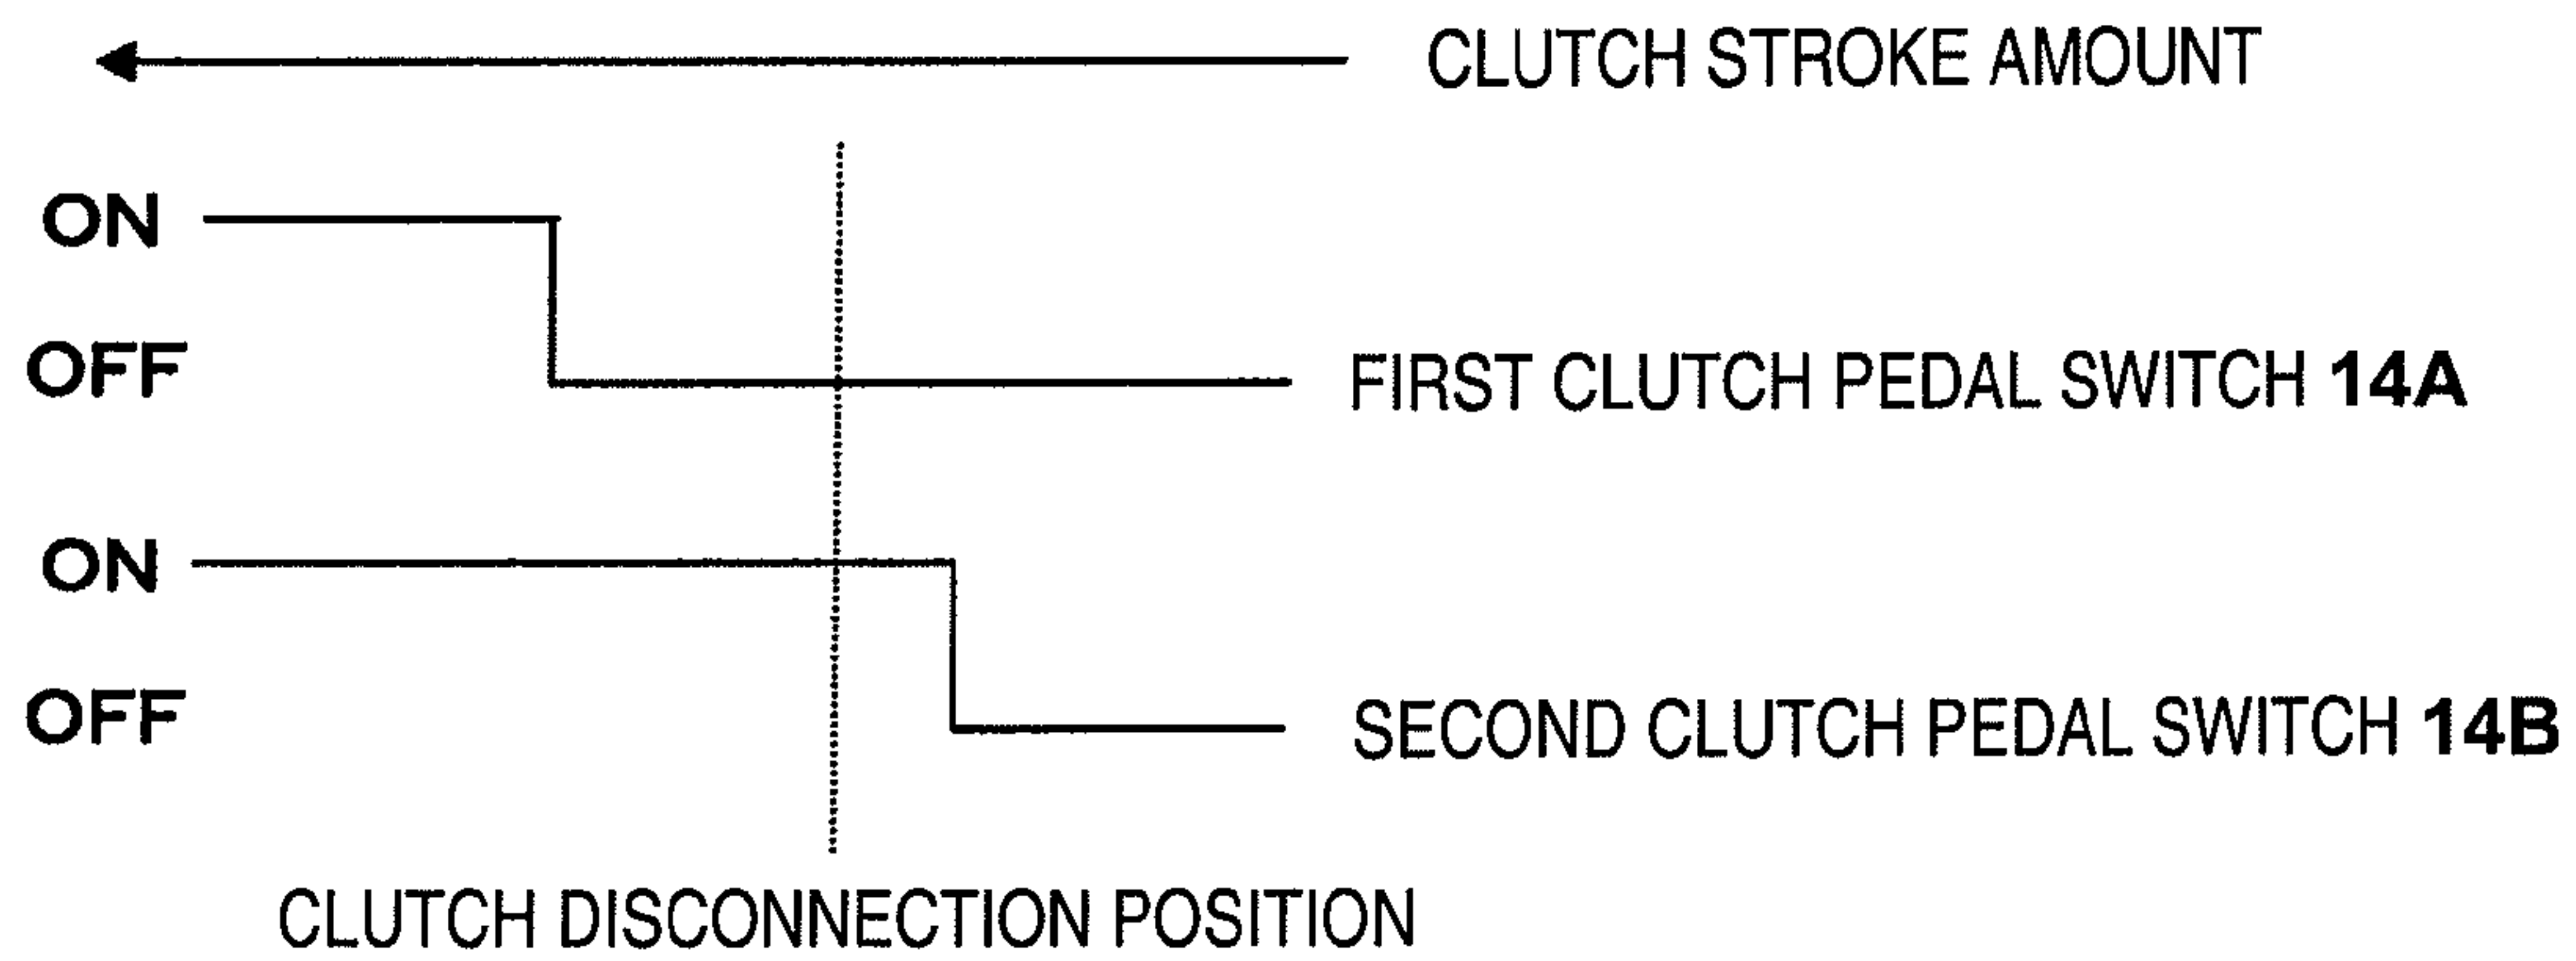 CLUTCH STROKE AMOUNT
ON
OFF
FIRST CLUTCH PEDAL SWITCH 14A
ON
OFF
SECOND CLUTCH PEDAL SWITCH 14B
CLUTCH DISCONNECTION POSITION